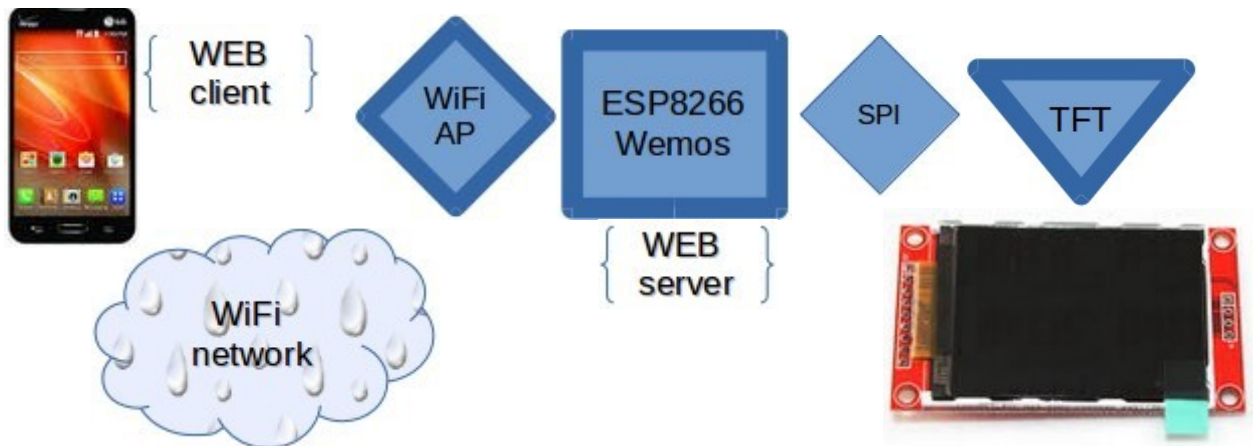 WEB
client
WiFi
AP
ESP8266
Wemos
SPI
TFT
WEB
server
WiFi
network